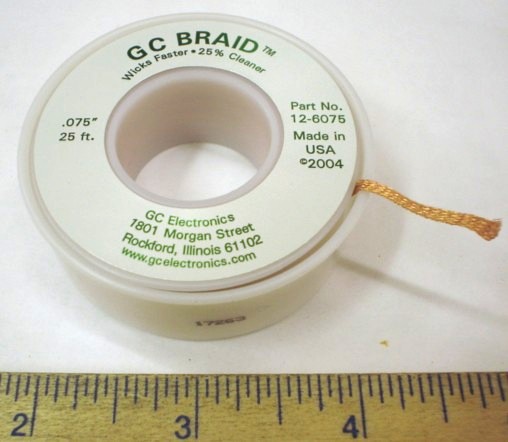 GC BRAID™
Wicks Faster • 25% Cleaner
.075"
25 ft.
Part No.
12-6075
Made in
USA
©2004
GC Electronics
1801 Morgan Street
Rockford, Illinois 61102
www.gcelectronics.com
17263
2 3 4